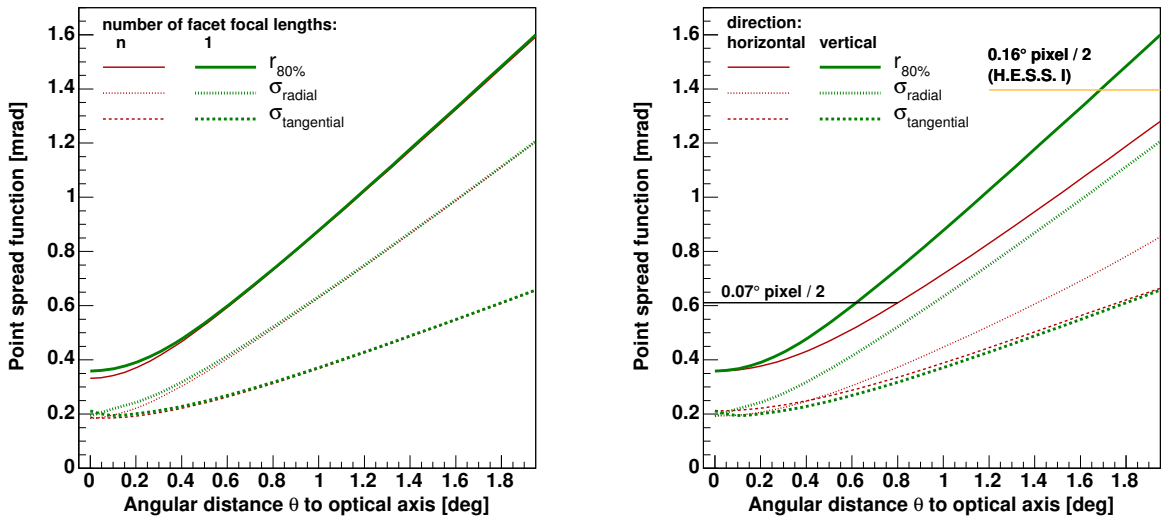 Point spread function [mrad]
1.6
1.4
1.2
1
0.8
0.6
0.4
0.2
0
number of facet focal lengths:
n 1
r80%
σradial
σtangential
0 0.2 0.4 0.6 0.8 1 1.2 1.4 1.6 1.8
Angular distance θ to optical axis [deg]
Point spread function [mrad]
1.6
1.4
1.2
1
0.8
0.6
0.4
0.2
0
direction:
horizontal vertical
r80%
σradial
σtangential
0.16° pixel / 2
(H.E.S.S. I)
0.07° pixel / 2
0 0.2 0.4 0.6 0.8 1 1.2 1.4 1.6 1.8
Angular distance θ to optical axis [deg]